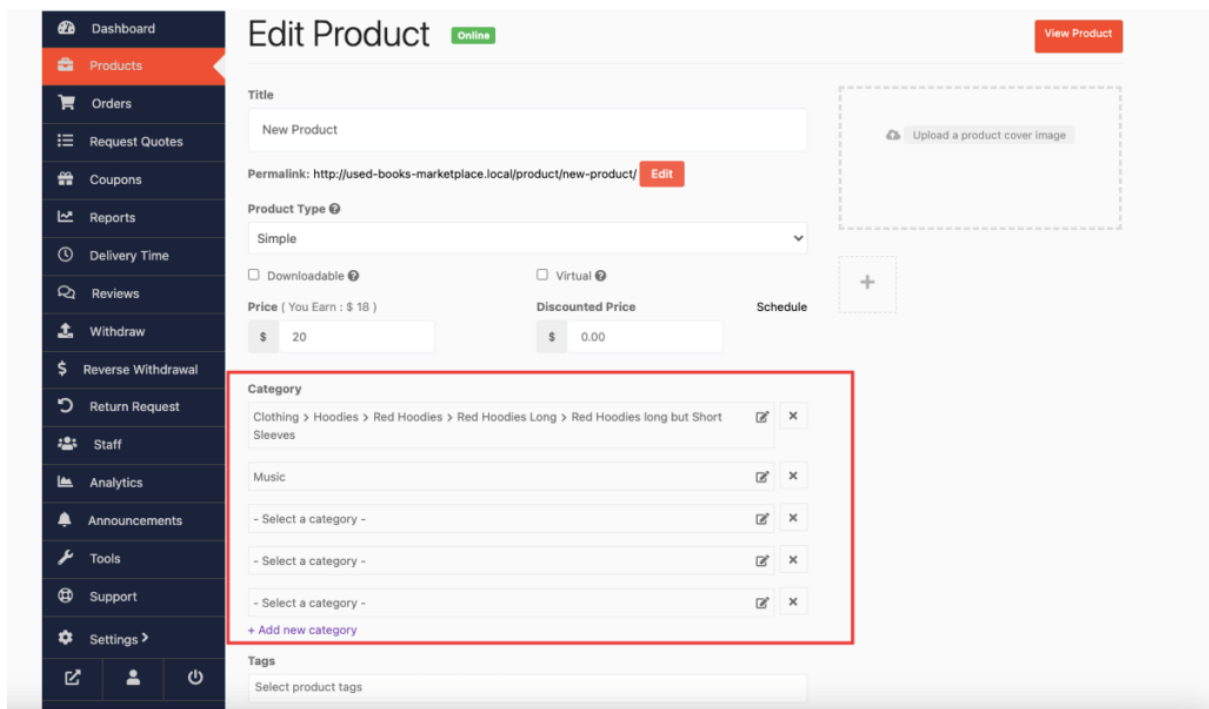 Dashboard
Products
Orders
Request Quotes
Coupons
Reports
Delivery Time
Reviews
Withdraw
Reverse Withdrawal
Return Request
Staff
Analytics
Announcements
Tools
Support
Settings >
Edit Product Online
View Product
Title
New Product
Permalink: http://used-books-marketplace.local/product/new-product/ Edit
Product Type
Simple
Downloadable
Virtual
Price ( You Earn : $ 18 )
Discounted Price
Schedule
$ 20
$ 0.00
Category
Clothing > Hoodies > Red Hoodies > Red Hoodies Long > Red Hoodies long but Short
Sleeves
Music
- Select a category -
- Select a category -
- Select a category -
+ Add new category
Tags
Select product tags
Upload a product cover image